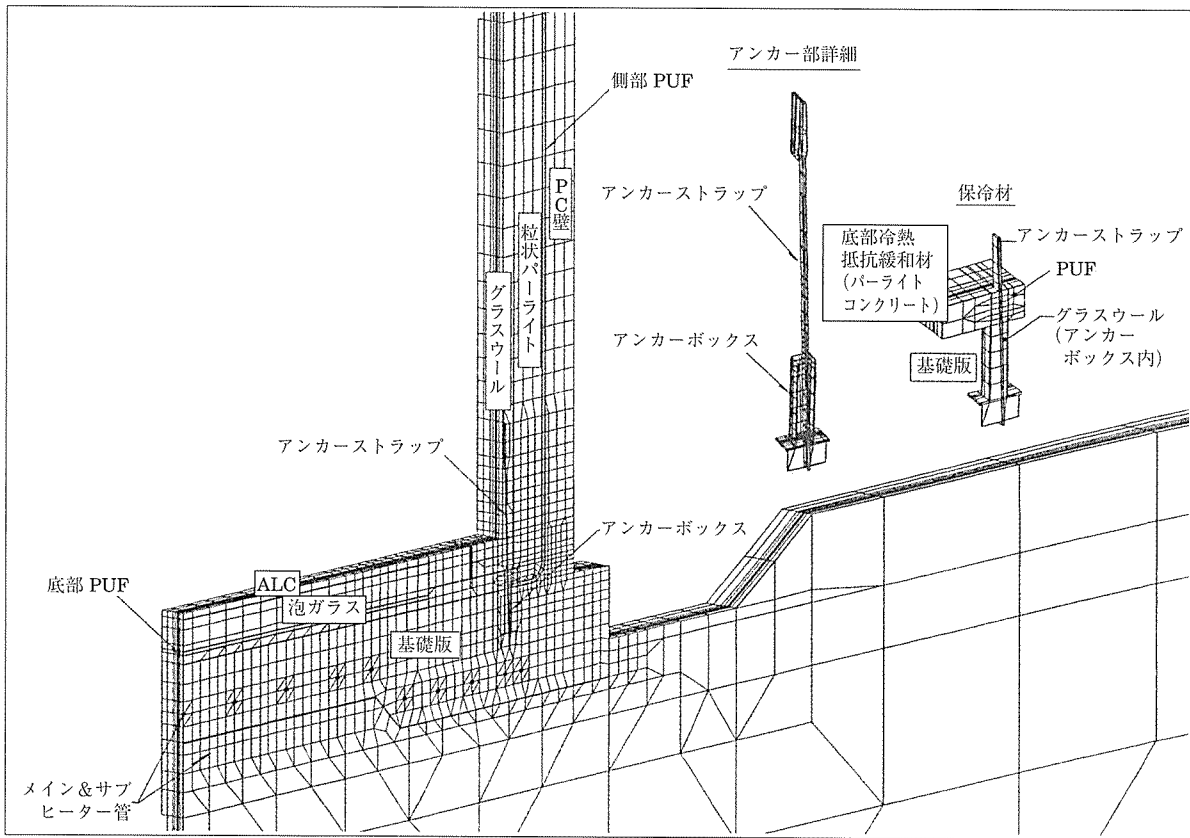 アンカー部詳細
側部 PUF
PC壁
粒状パーライト
グラスウール
アンカーストラップ
アンカーボックス
保冷材
アンカーストラップ
PUF
グラスウール
(アンカー
ボックス内)
底部冷熱
抵抗緩和材
(パーライト
コンクリート)
基礎版
アンカーストラップ
アンカーボックス
底部 PUF
ALC
泡ガラス
基礎版
メイン＆サブ
ヒーター管